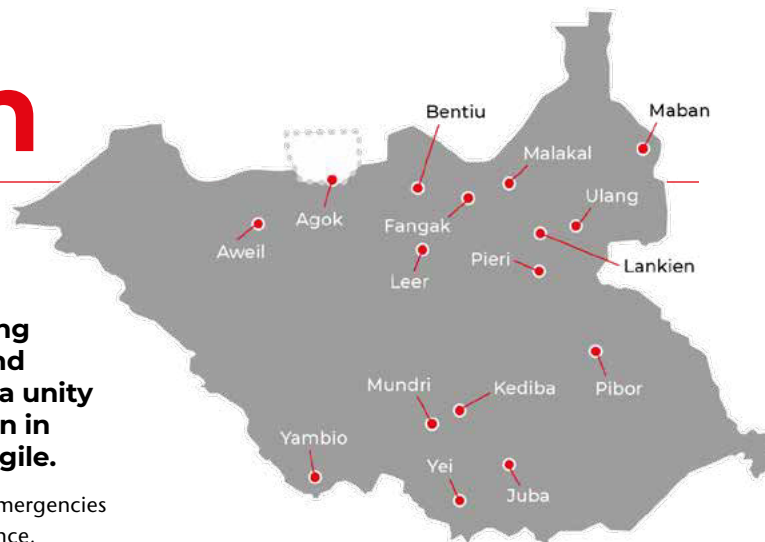 n
Bentiu
Maban
Malakal
Ulang
Agok
Fangak
Aweil
Pieri
Lankien
Leer
ng
nd
a unity
n in
gile.
Mundri
Kediba
Pibor
Yambio
Yei
Juba
mergencies
nce.